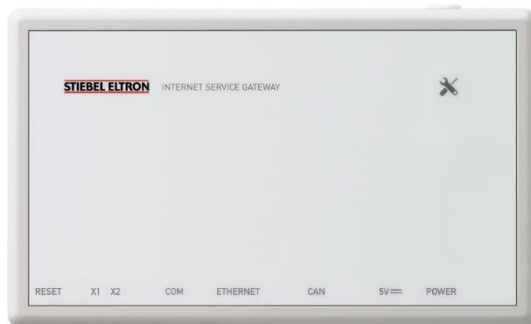 STIEBEL ELTRON INTERNET SERVICE GATEWAY
RESET X1 X2 COM ETHERNET CAN 5V⎓ POWER